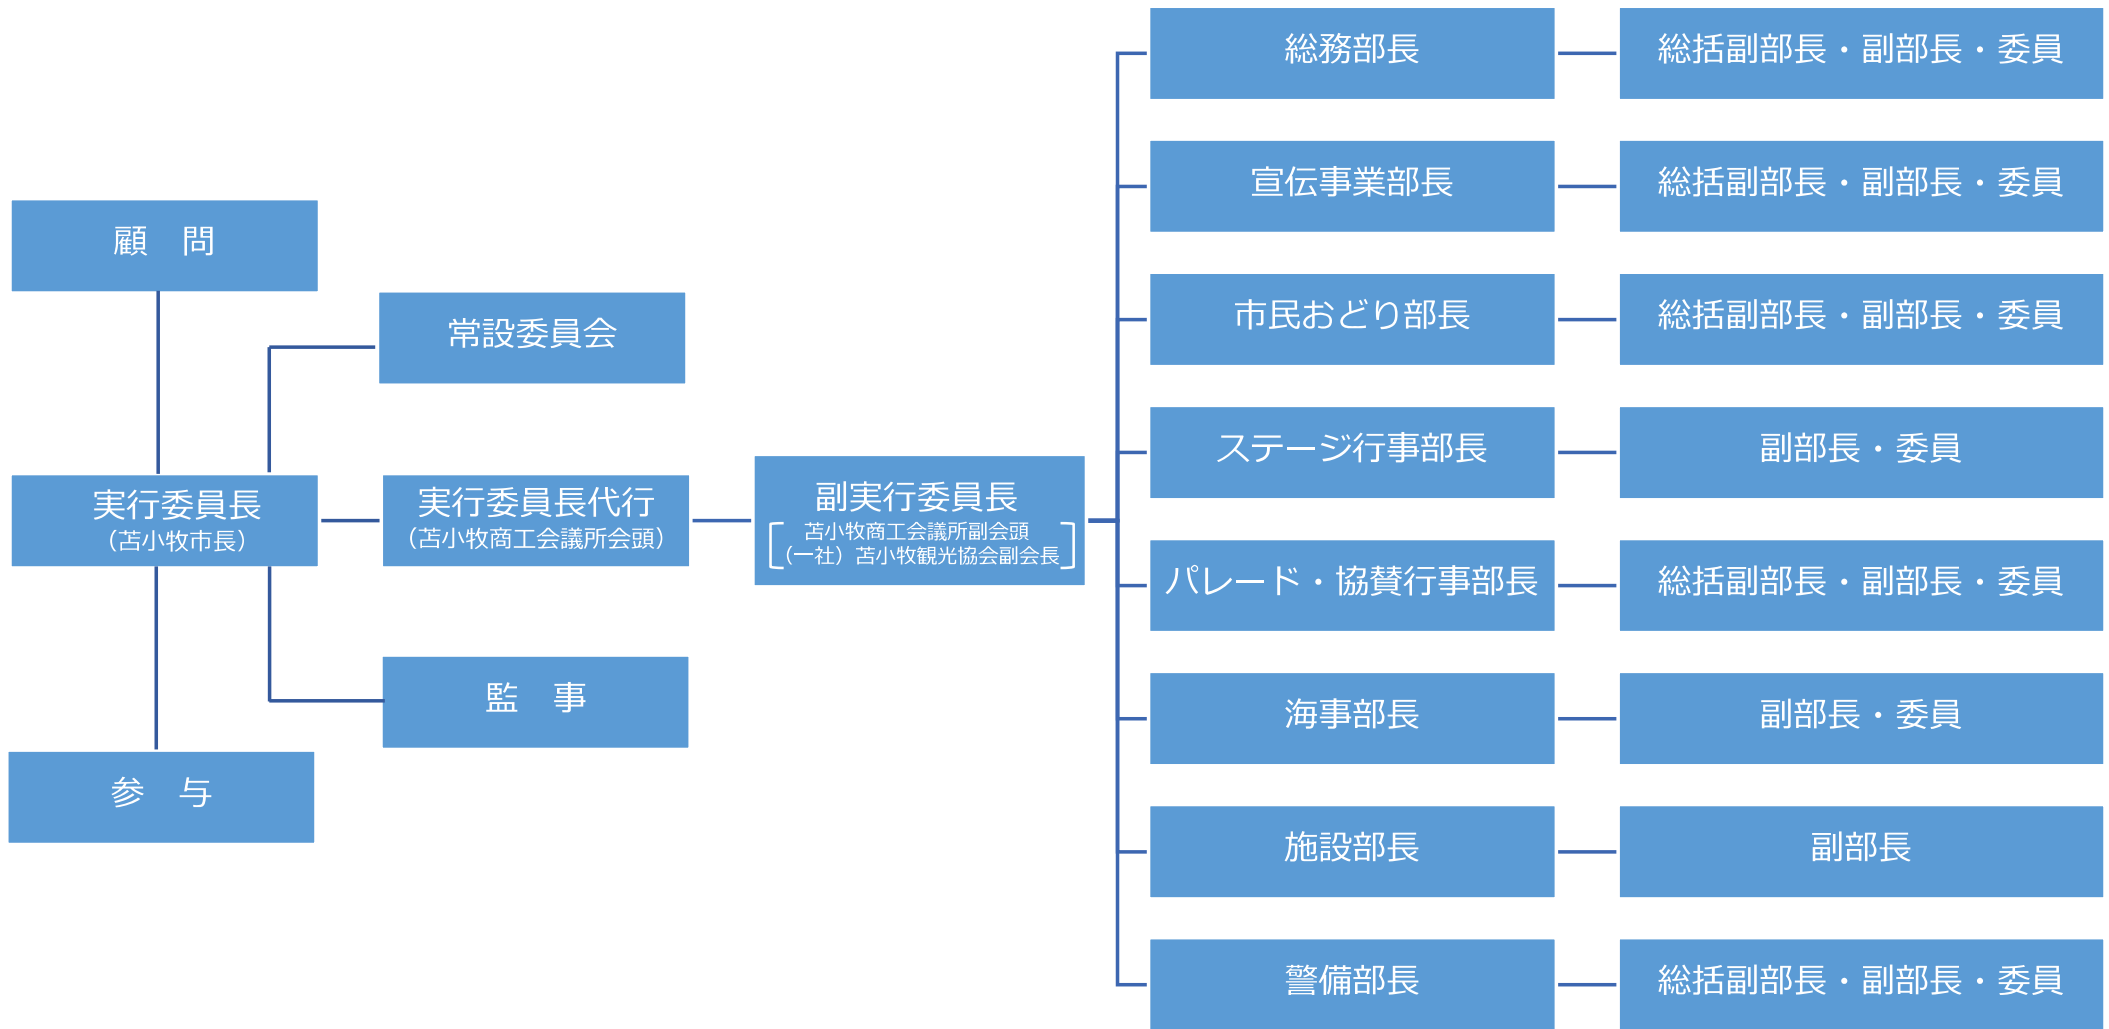 顧　問
常設委員会
実行委員長
（苫小牧市長）
実行委員長代行
（苫小牧商工会議所会頭）
監　事
参　与
副実行委員長
苫小牧商工会議所副会頭
（一社）苫小牧観光協会副会長
総務部長
総括副部長・副部長・委員
宣伝事業部長
総括副部長・副部長・委員
市民おどり部長
総括副部長・副部長・委員
ステージ行事部長
副部長・委員
パレード・協賛行事部長
総括副部長・副部長・委員
海事部長
副部長・委員
施設部長
副部長
警備部長
総括副部長・副部長・委員